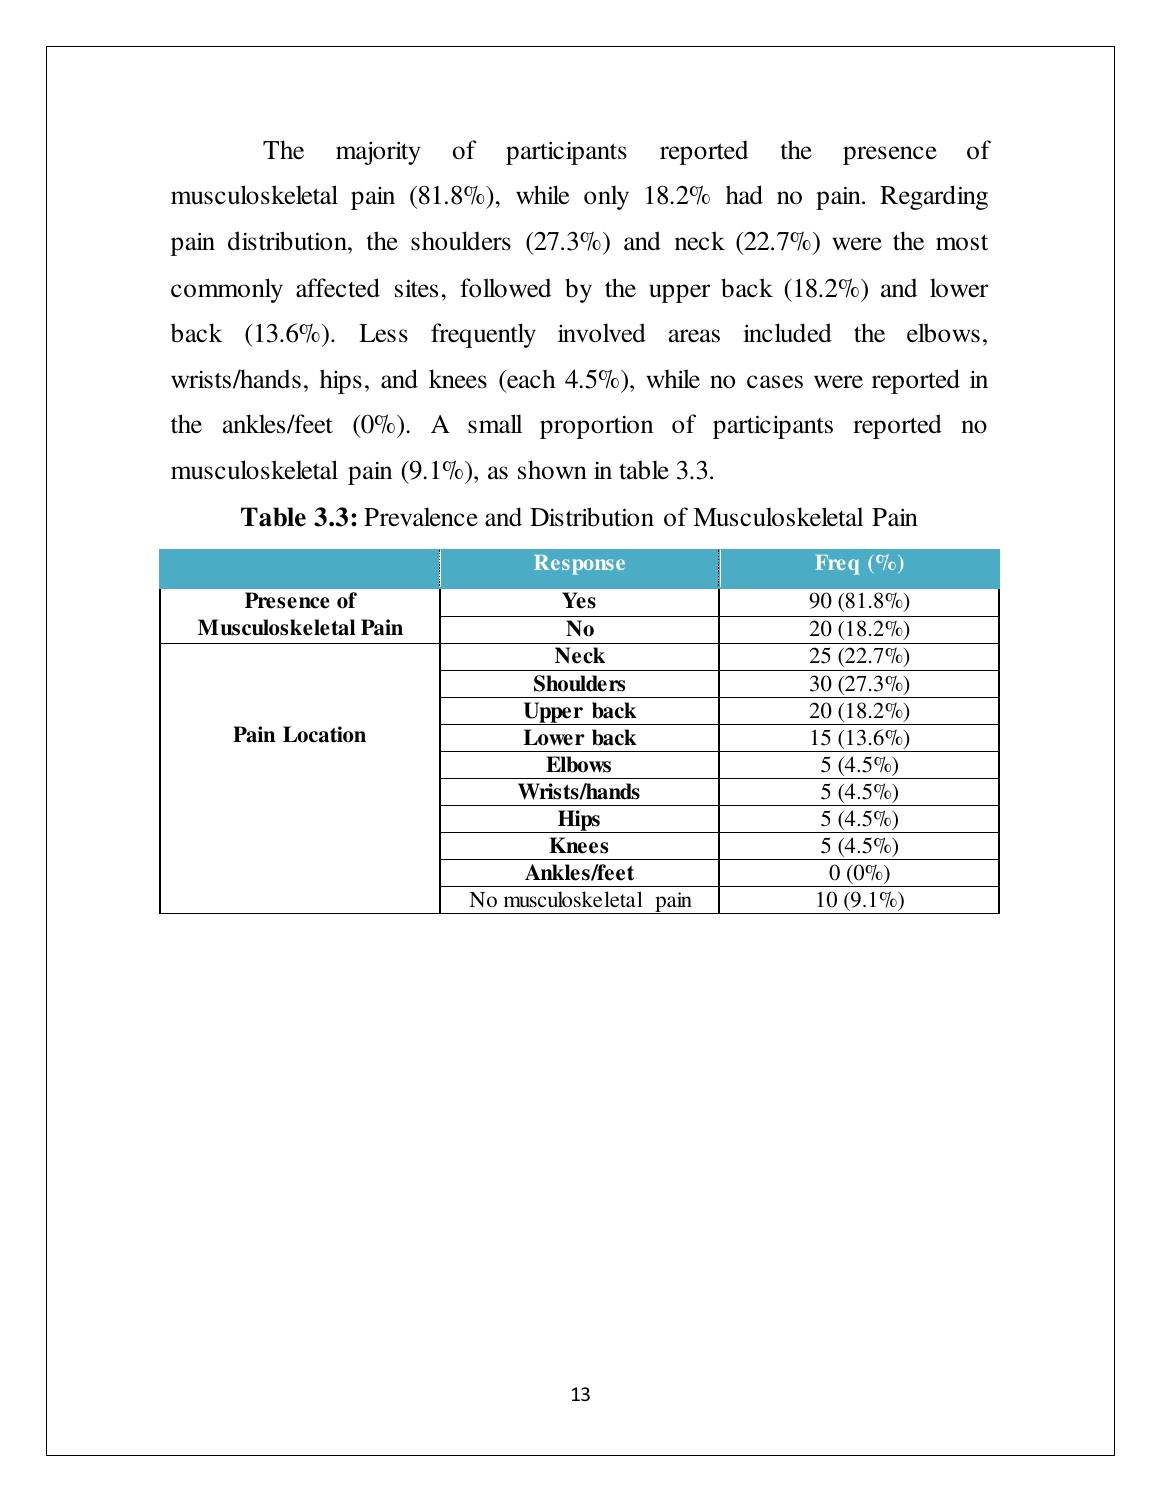 The majority of participants reported the presence of
musculoskeletal pain (81.8%), while only 18.2% had no pain. Regarding
pain distribution, the shoulders (27.3%) and neck (22.7%) were the most
commonly affected sites, followed by the upper back (18.2%) and lower
back (13.6%). Less frequently involved areas included the elbows,
wrists/hands, hips, and knees (each 4.5%), while no cases were reported in
the ankles/feet (0%). A small proportion of participants reported no
musculoskeletal pain (9.1%), as shown in table 3.3.
Table 3.3: Prevalence and Distribution of Musculoskeletal Pain
Response Freq (%)
Presence of Yes 90 (81.8%)
Musculoskeletal Pain No 20 (18.2%)
Neck 25 (22.7%)
Shoulders 30 (27.3%)
Upper back 20 (18.2%)
Pain Location Lower back 15 (13.6%)
Elbows 5 (4.5%)
Wrists/hands 5 (4.5%)
Hips 5 (4.5%)
Knees 5 (4.5%)
Ankles/feet 0 (0%)
No musculoskeletal pain 10 (9.1%)
13